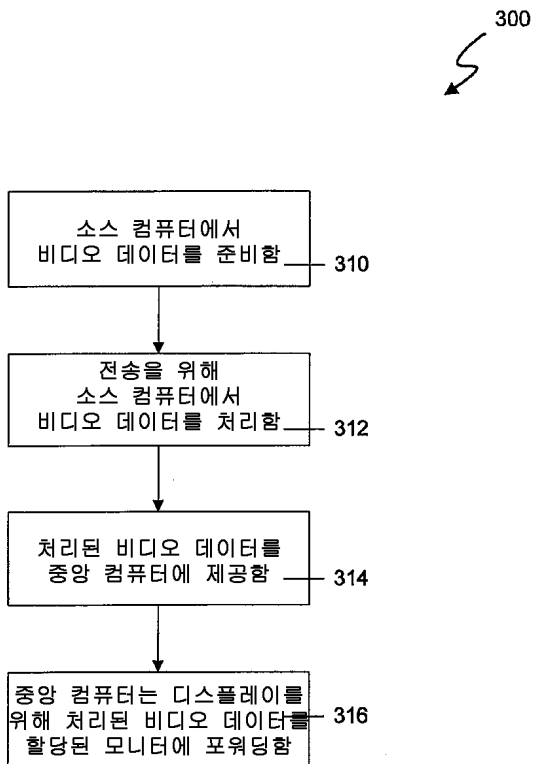 300
소스 컴퓨터에서
비디오 데이터를 준비함
310
전송을 위해
소스 컴퓨터에서
비디오 데이터를 처리함
312
처리된 비디오 데이터를
중앙 컴퓨터에 제공함
314
중앙 컴퓨터는 디스플레이를
위해 처리된 비디오 데이터를
할당된 모니터에 포워딩함
316